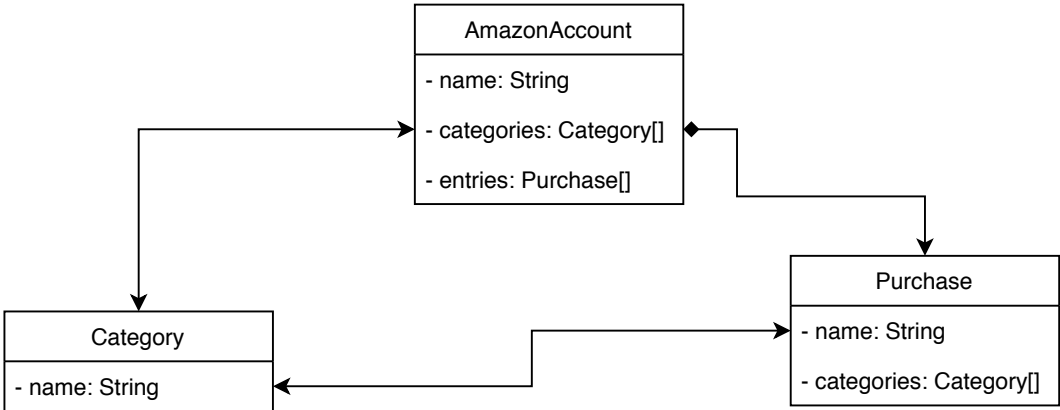 AmazonAccount
- name: String
- categories: Category[]
- entries: Purchase[]
Purchase
- name: String
- categories: Category[]
Category
- name: String